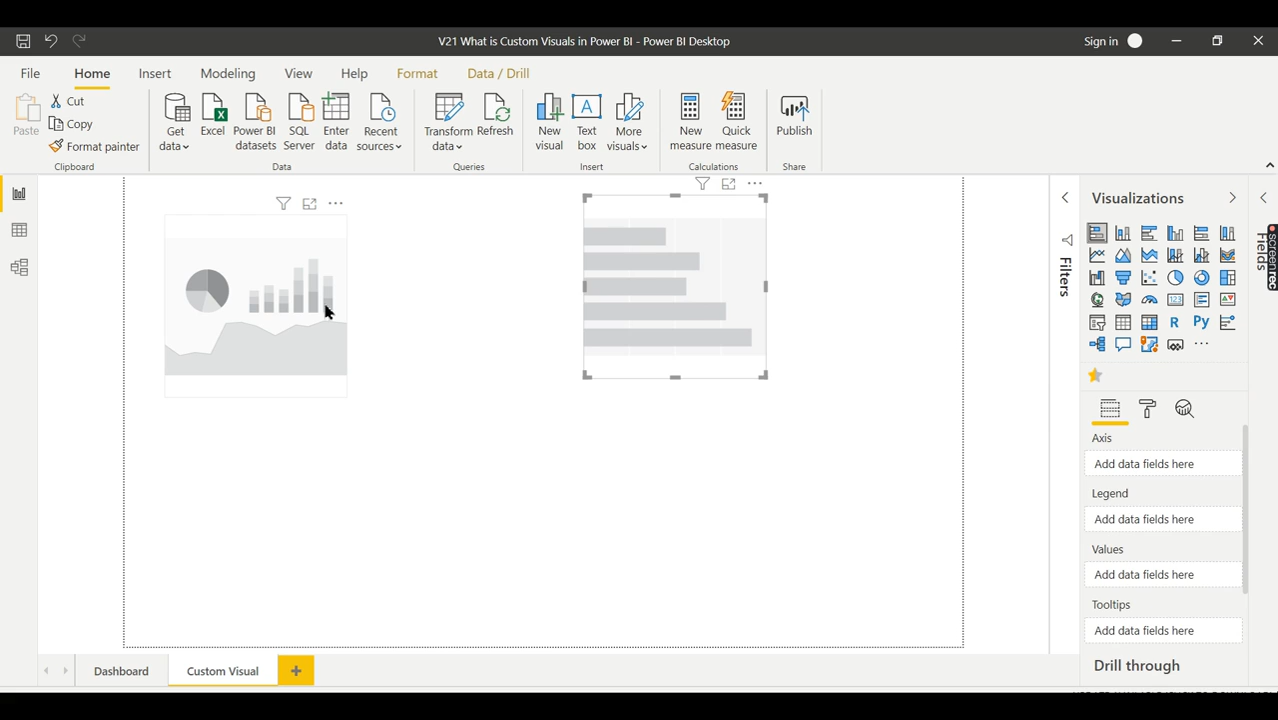 V21 What is Custom Visuals in Power BI - Power BI Desktop
Sign in
File Home Insert Modeling View Help Format Data / Drill
Paste
Cut
Copy
Format painter
Clipboard
Get data
Excel
Power BI datasets
SQL Server
Enter data
Recent sources
Data
Transform data
Refresh
Queries
New visual
A
Text box
More visuals
Insert
New measure
Quick measure
Calculations
Publish
Share
Filters
Visualizations
123
R
Py
Axis
Add data fields here
Legend
Add data fields here
Values
Add data fields here
Tooltips
Add data fields here
Drill through
Fields
screenrec
Dashboard
Custom Visual